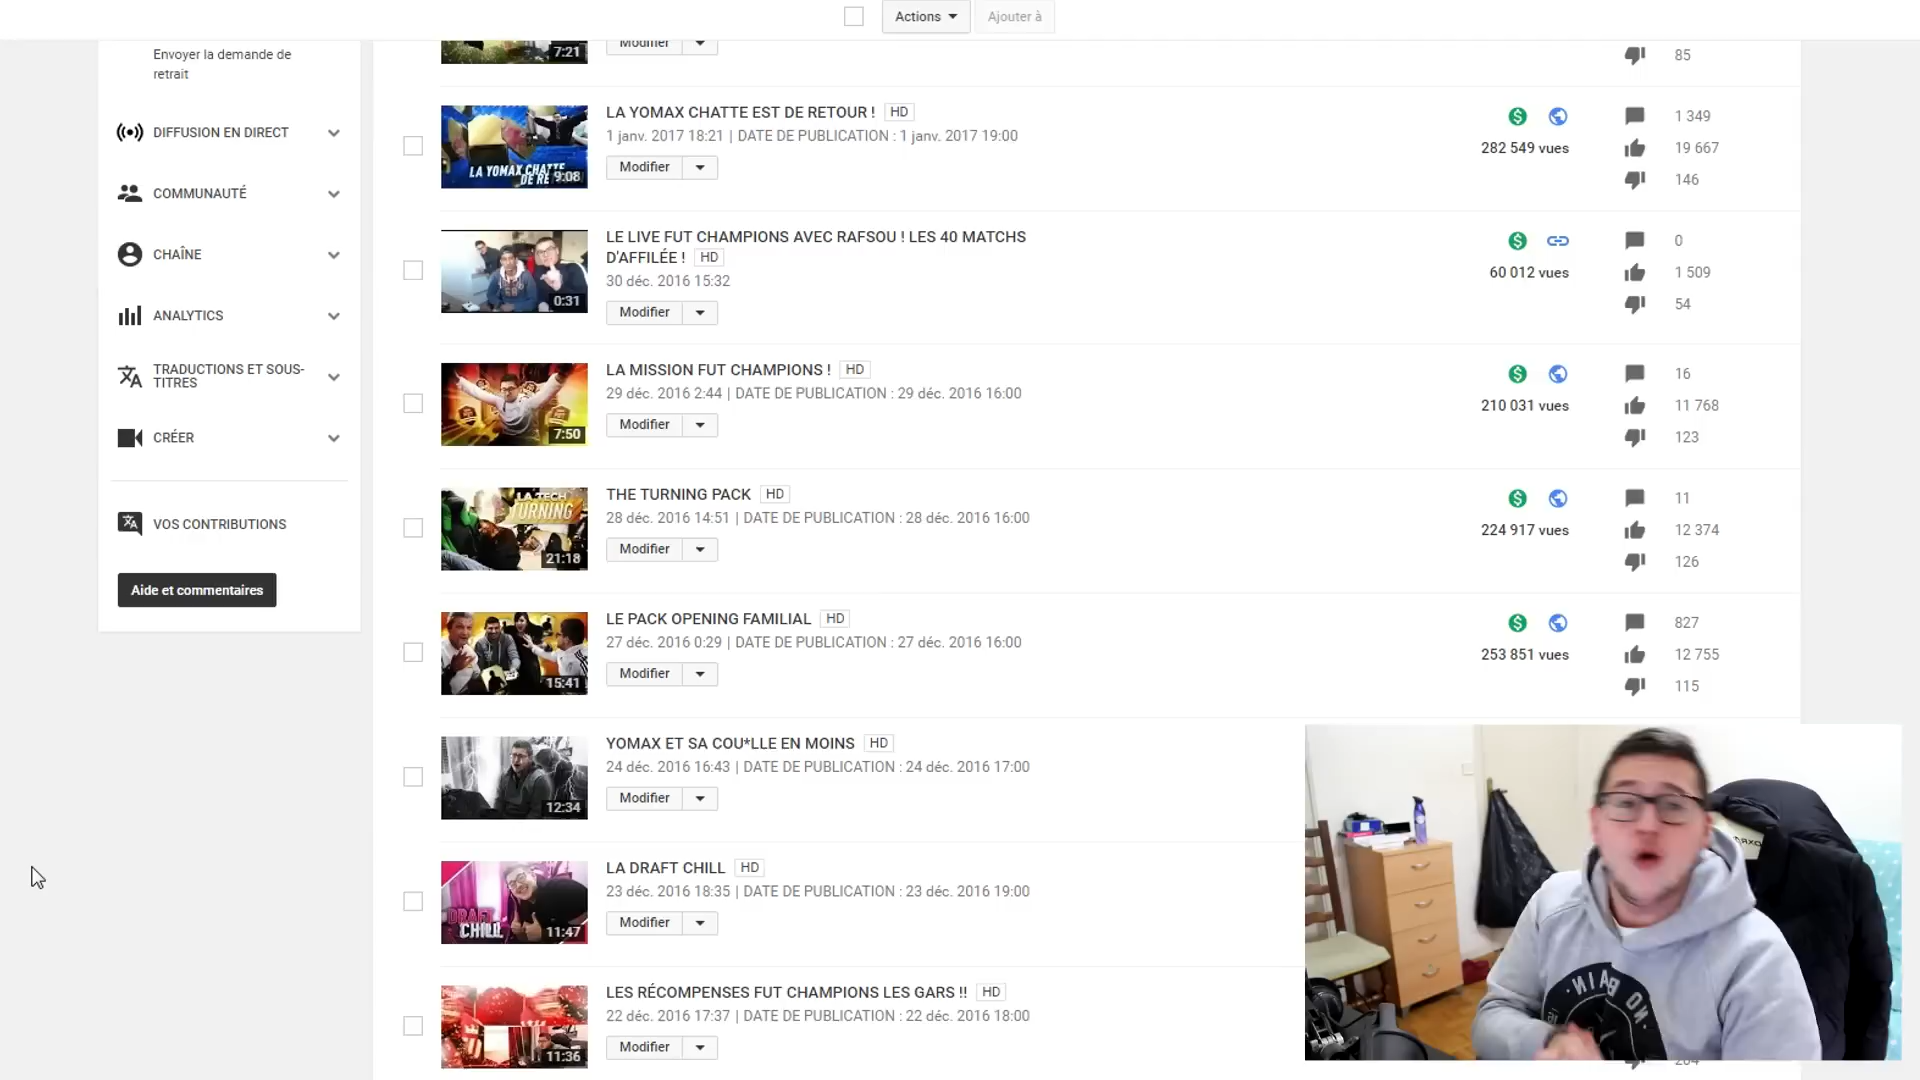 Actions
Ajouter à
Envoyer la demande de
retrait
DIFFUSION EN DIRECT
COMMUNAUTÉ
CHAÎNE
ANALYTICS
TRADUCTIONS ET SOUS-
TITRES
CRÉER
VOS CONTRIBUTIONS
Aide et commentaires
7:21
Modifier
85
LA YOMAX CHATTE
DE RE
9:08
LA YOMAX CHATTE EST DE RETOUR ! HD
1 janv. 2017 18:21 | DATE DE PUBLICATION : 1 janv. 2017 19:00
Modifier
282 549 vues
1 349
19 667
146
0:31
LE LIVE FUT CHAMPIONS AVEC RAFSOU ! LES 40 MATCHS
D'AFFILÉE ! HD
30 déc. 2016 15:32
Modifier
60 012 vues
0
1 509
54
7:50
LA MISSION FUT CHAMPIONS ! HD
29 déc. 2016 2:44 | DATE DE PUBLICATION : 29 déc. 2016 16:00
Modifier
210 031 vues
16
11 768
123
LA TECH
TURNING
21:18
THE TURNING PACK HD
28 déc. 2016 14:51 | DATE DE PUBLICATION : 28 déc. 2016 16:00
Modifier
224 917 vues
11
12 374
126
15:41
LE PACK OPENING FAMILIAL HD
27 déc. 2016 0:29 | DATE DE PUBLICATION : 27 déc. 2016 16:00
Modifier
253 851 vues
827
12 755
115
12:34
YOMAX ET SA COU*LLE EN MOINS HD
24 déc. 2016 16:43 | DATE DE PUBLICATION : 24 déc. 2016 17:00
Modifier
DRAFT
CHILL
11:47
LA DRAFT CHILL HD
23 déc. 2016 18:35 | DATE DE PUBLICATION : 23 déc. 2016 19:00
Modifier
11:36
LES RÉCOMPENSES FUT CHAMPIONS LES GARS !! HD
22 déc. 2016 17:37 | DATE DE PUBLICATION : 22 déc. 2016 18:00
Modifier